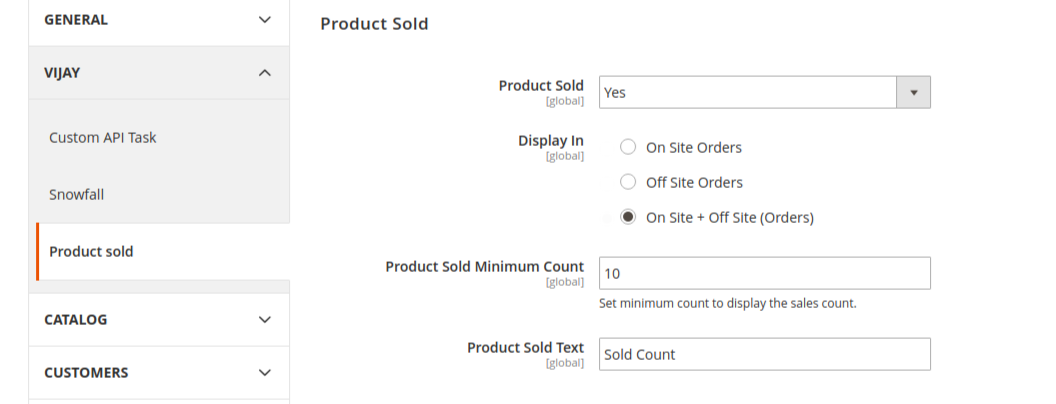 GENERAL
VIJAY
Custom API Task
Snowfall
Product sold
CATALOG
CUSTOMERS
Product Sold
Product Sold
[global]
Yes
Display In
[global]
On Site Orders
Off Site Orders
On Site + Off Site (Orders)
Product Sold Minimum Count
[global]
10
Set minimum count to display the sales count.
Product Sold Text
[global]
Sold Count